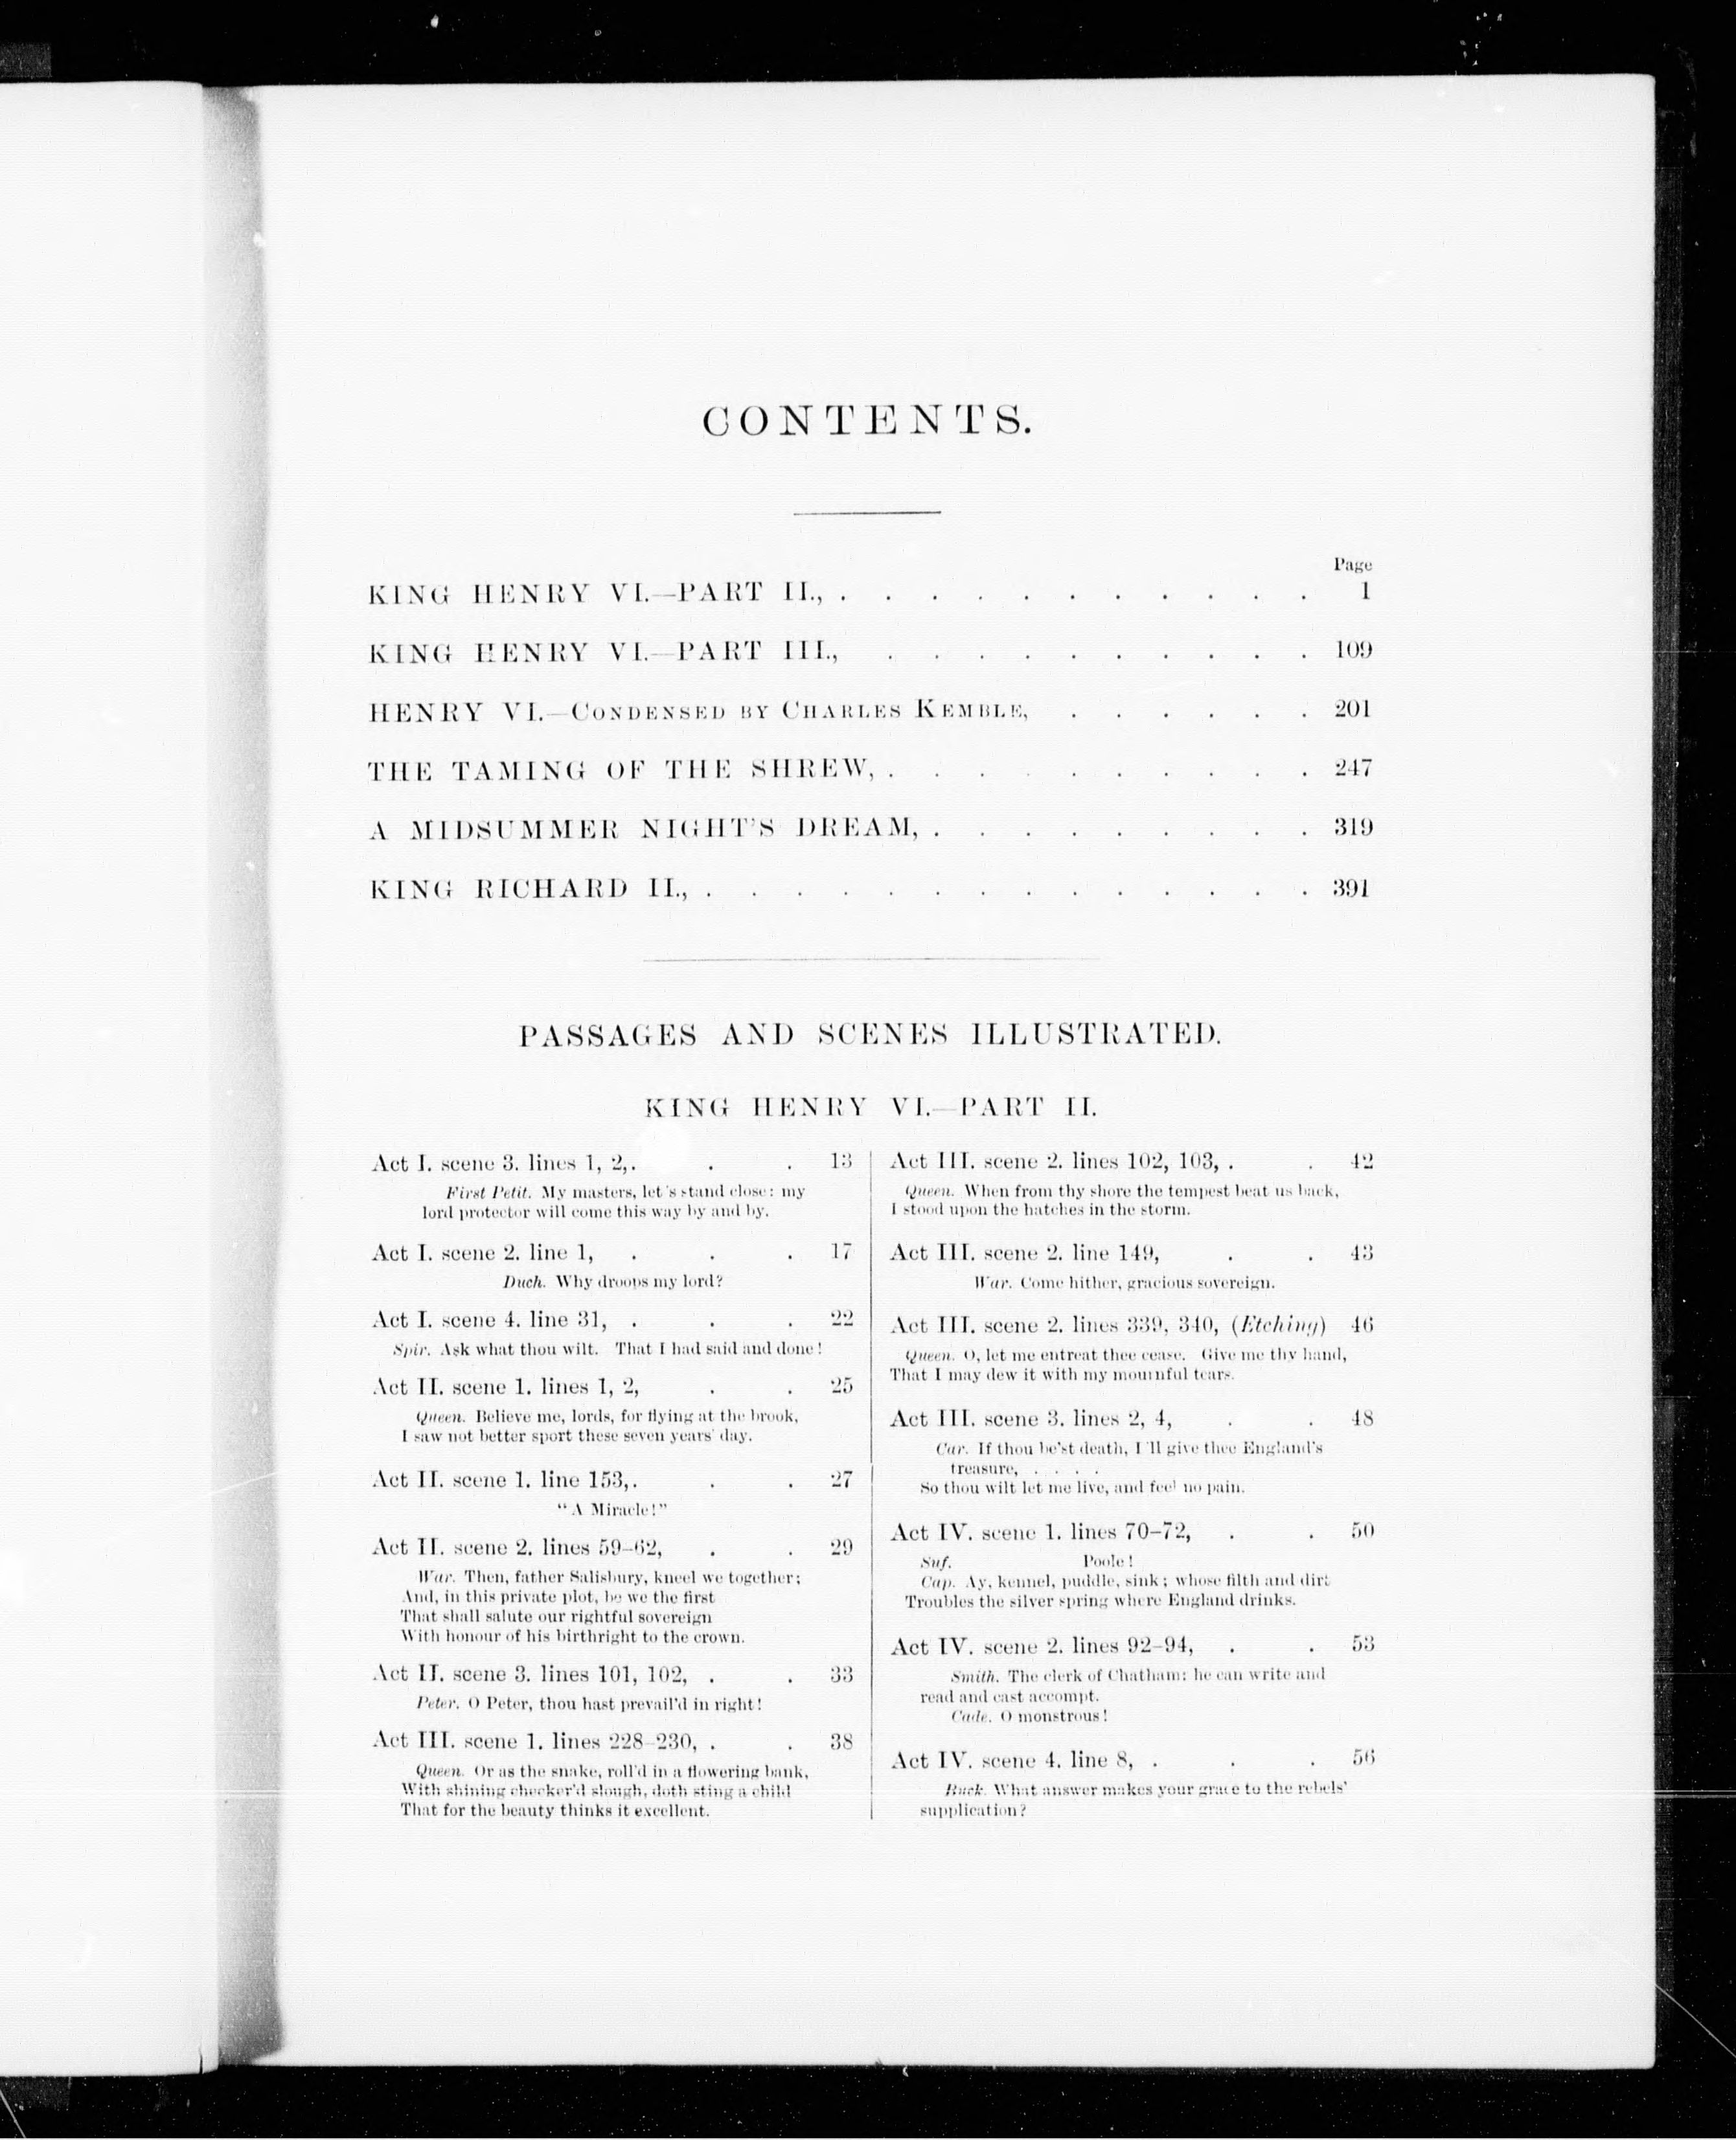 CONTENTS.
Page
KING HENRY VI.—PART II., . . . . . . . . . . . 1
KING HENRY VI.—PART III., . . . . . . . . . . 109
HENRY VI.—CONDENSED BY CHARLES KEMBLE, . . . . . . 201
THE TAMING OF THE SHREW, . . . . . . . . . . 247
A MIDSUMMER NIGHT'S DREAM, . . . . . . . . . 319
KING RICHARD II., . . . . . . . . . . . . . . 391
PASSAGES AND SCENES ILLUSTRATED.
KING HENRY VI.—PART II.
Act I. scene 3. lines 1, 2, . . . 13
First Petit. My masters, let's stand close: my
lord protector will come this way by and by.
Act I. scene 2. line 1, . . . 17
Duch. Why droops my lord?
Act I. scene 4. line 31, . . . 22
Spir. Ask what thou wilt. That I had said and done!
Act II. scene 1. lines 1, 2, . . 25
Queen. Believe me, lords, for flying at the brook,
I saw not better sport these seven years' day.
Act II. scene 1. line 153, . . . 27
"A Miracle!"
Act II. scene 2. lines 59–62, . . 29
War. Then, father Salisbury, kneel we together;
And, in this private plot, be we the first
That shall salute our rightful sovereign
With honour of his birthright to the crown.
Act II. scene 3. lines 101, 102, . . 33
Peter. O Peter, thou hast prevail'd in right!
Act III. scene 1. lines 228–230, . . 38
Queen. Or as the snake, roll'd in a flowering bank,
With shining checker'd slough, doth sting a child
That for the beauty thinks it excellent.
Act III. scene 2. lines 102, 103, . . 42
Queen. When from thy shore the tempest beat us back,
I stood upon the hatches in the storm.
Act III. scene 2. line 149, . . 43
War. Come hither, gracious sovereign.
Act III. scene 2. lines 339, 340, (Etching) 46
Queen. O, let me entreat thee cease. Give me thy hand,
That I may dew it with my mournful tears.
Act III. scene 3. lines 2, 4, . . 48
Car. If thou be'st death, I'll give thee England's
treasure, . . . .
So thou wilt let me live, and feel no pain.
Act IV. scene 1. lines 70–72, . . 50
Suf. Poole!
Cap. Ay, kennel, puddle, sink; whose filth and dirt
Troubles the silver spring where England drinks.
Act IV. scene 2. lines 92–94, . . 53
Smith. The clerk of Chatham: he can write and
read and cast accompt.
Cade. O monstrous!
Act IV. scene 4. line 8, . . . 56
Buck. What answer makes your grace to the rebels'
supplication?